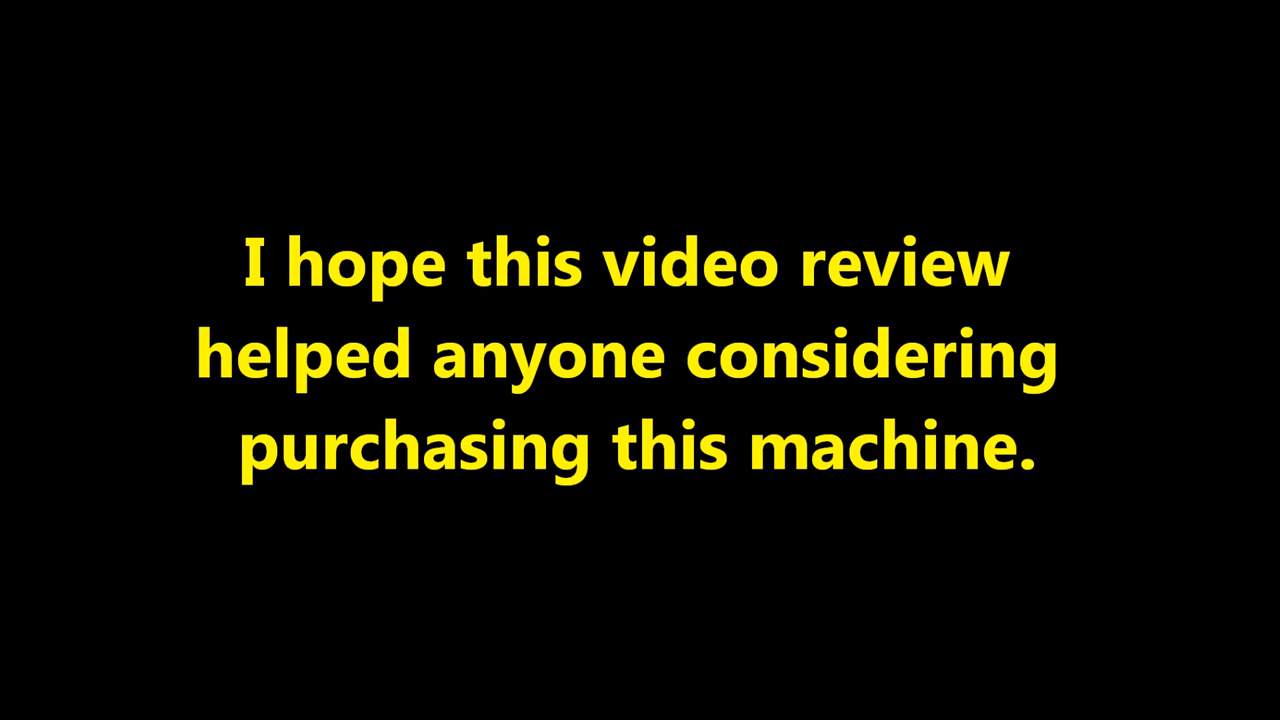 I hope this video review
helped anyone considering
purchasing this machine.